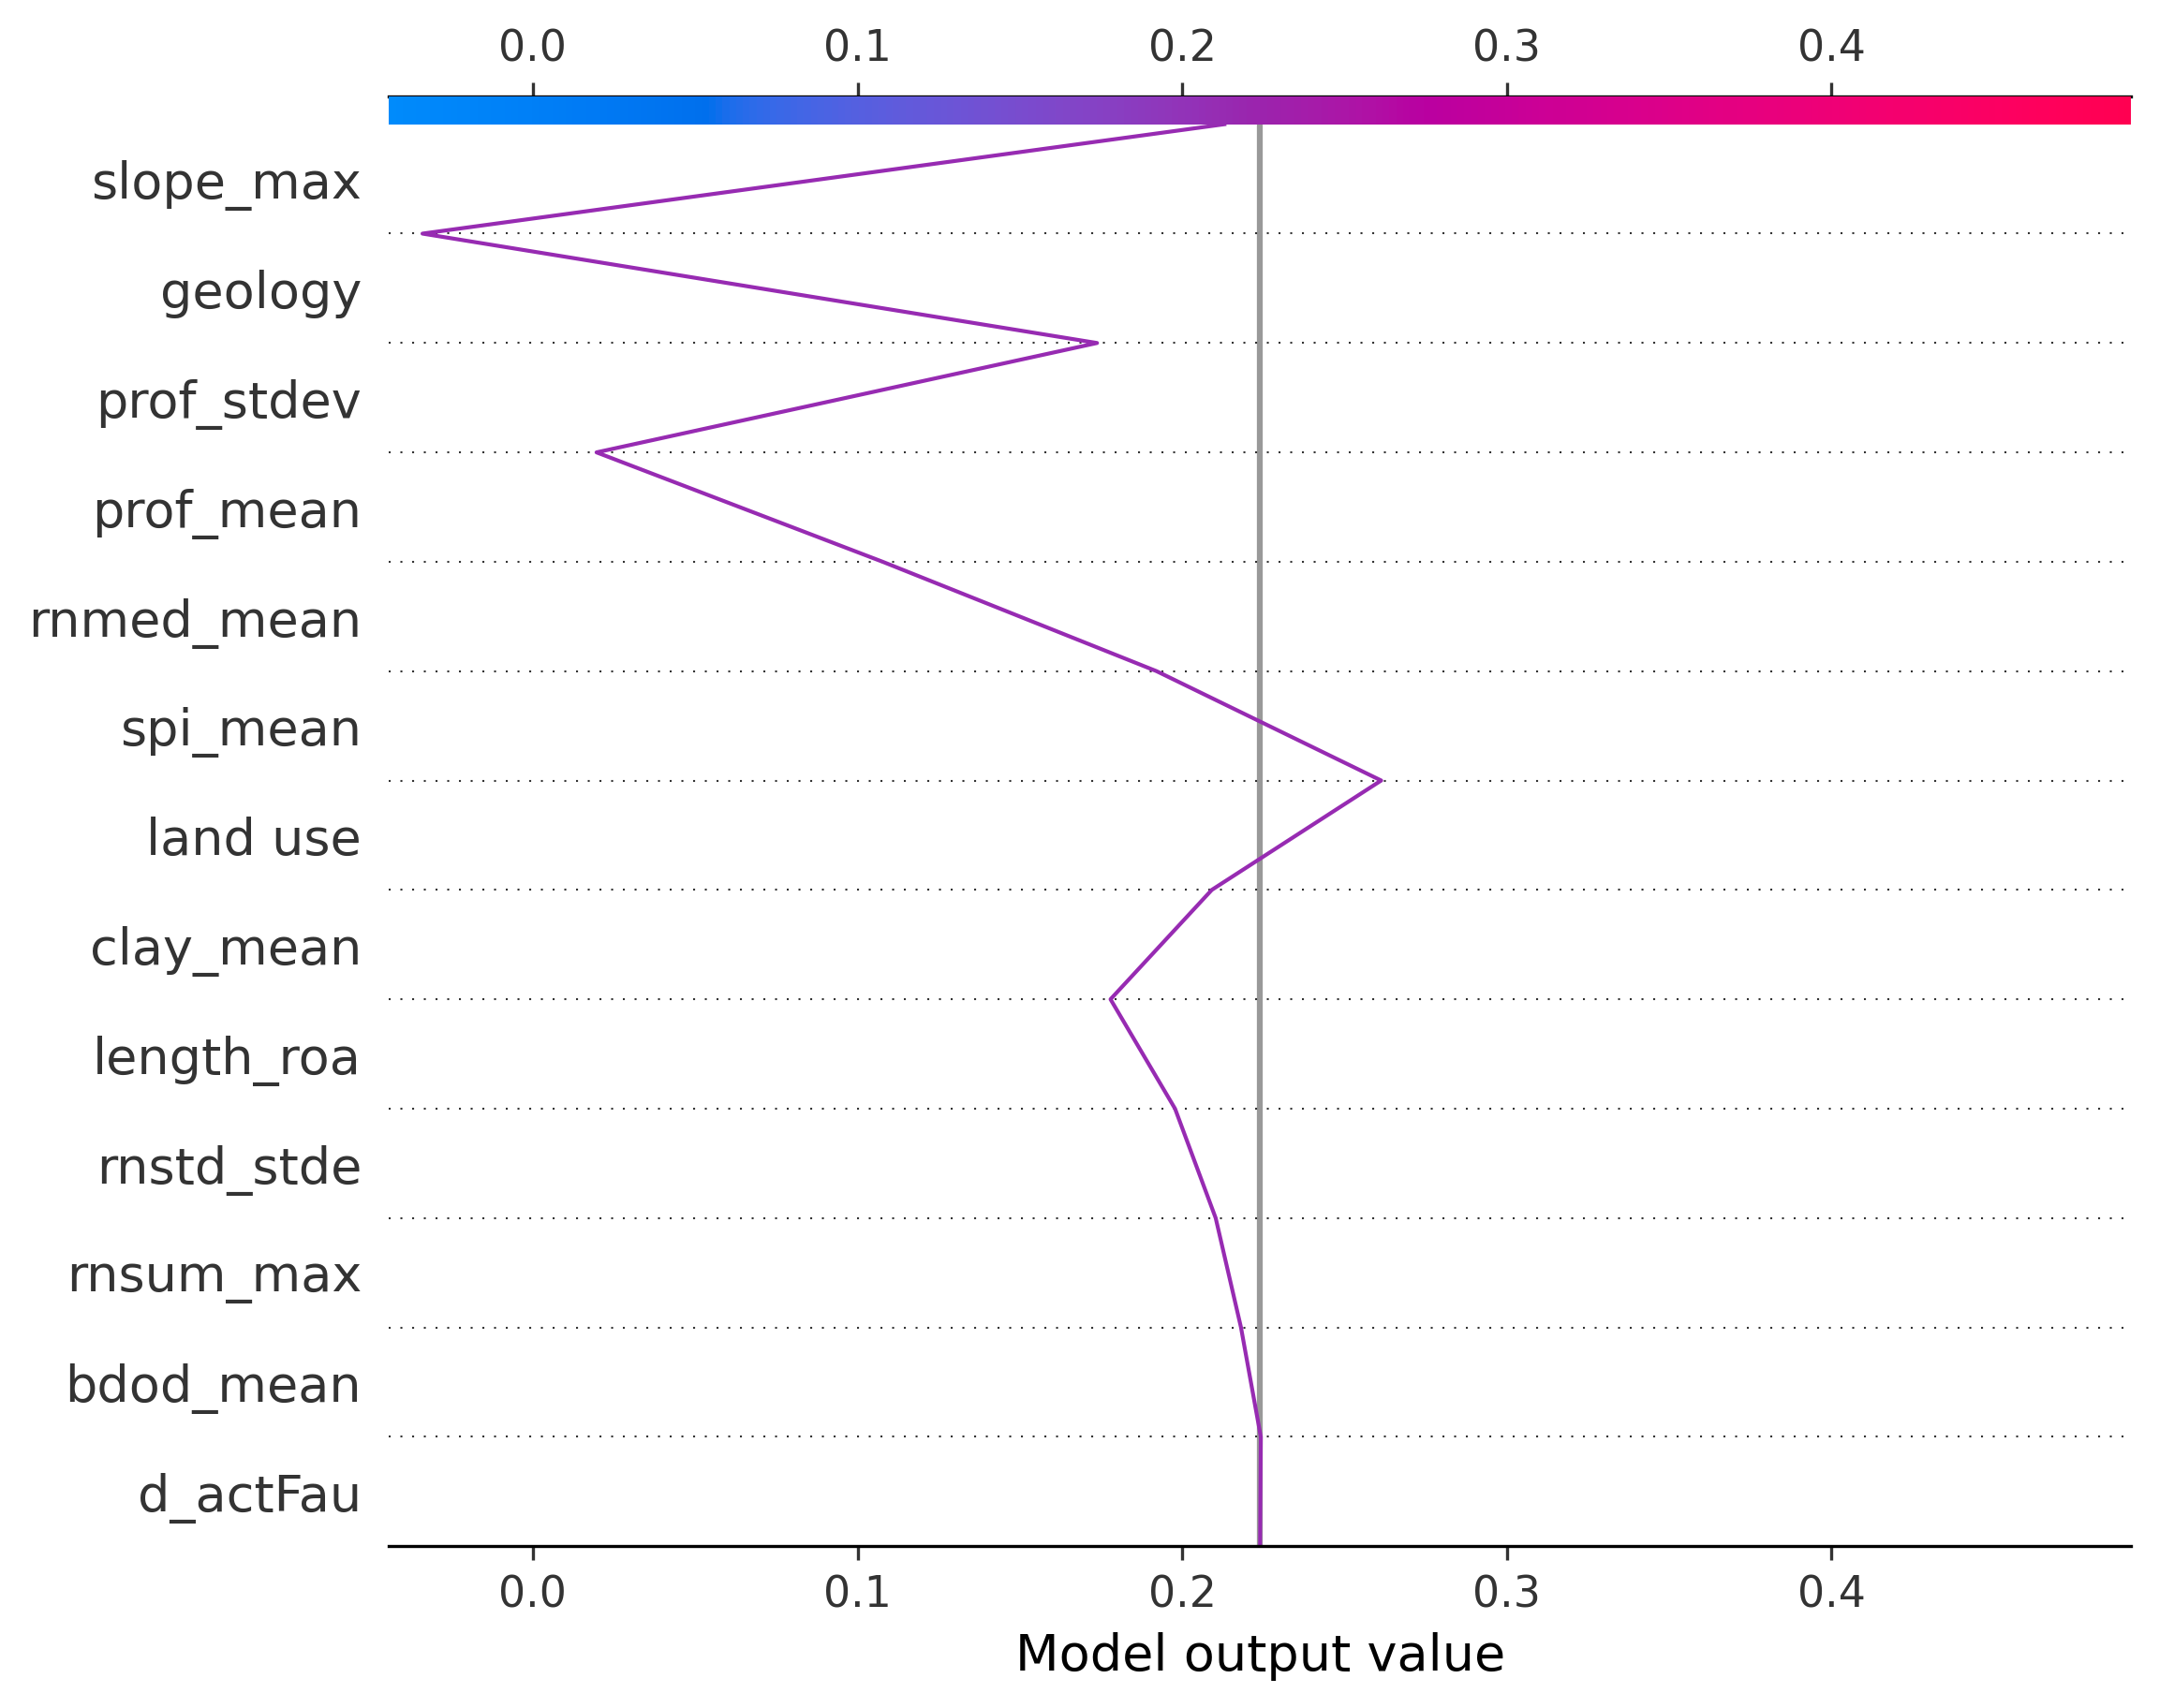 0.0 0.1 0.2 0.3 0.4
slope_max
geology
prof_stdev
prof_mean
rnmed_mean
spi_mean
land use
clay_mean
length_roa
rnstd_stde
rnsum_max
bdod_mean
d_actFau
0.0 0.1 0.2 0.3 0.4
Model output value